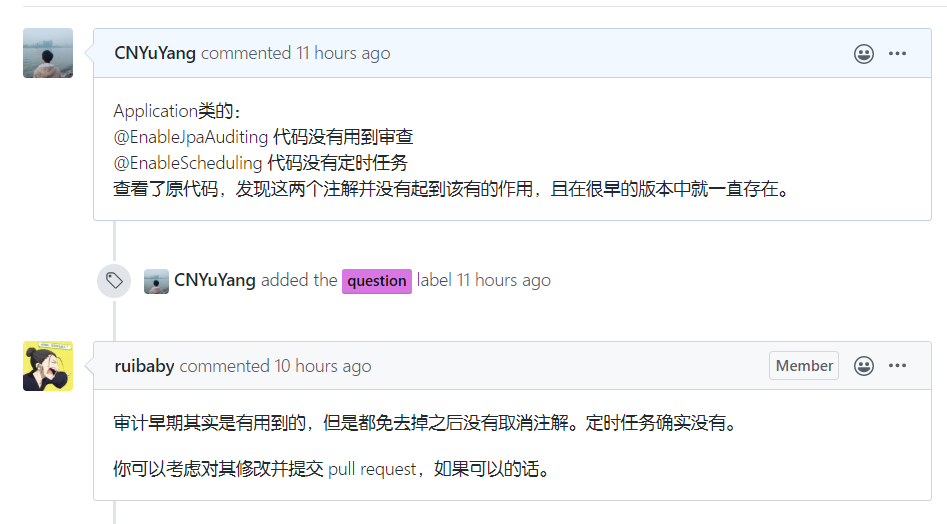 CNYuYang commented 11 hours ago
Application类的：
@EnableJpaAuditing 代码没有用到审查
@EnableScheduling 代码没有定时任务
查看了原代码，发现这两个注解并没有起到该有的作用，且在很早的版本中就一直存在。
CNYuYang added the question label 11 hours ago
ruibaby commented 10 hours ago Member
审计早期其实是有用到的，但是都免去掉之后没有取消注解。定时任务确实没有。
你可以考虑对其修改并提交 pull request，如果可以的话。